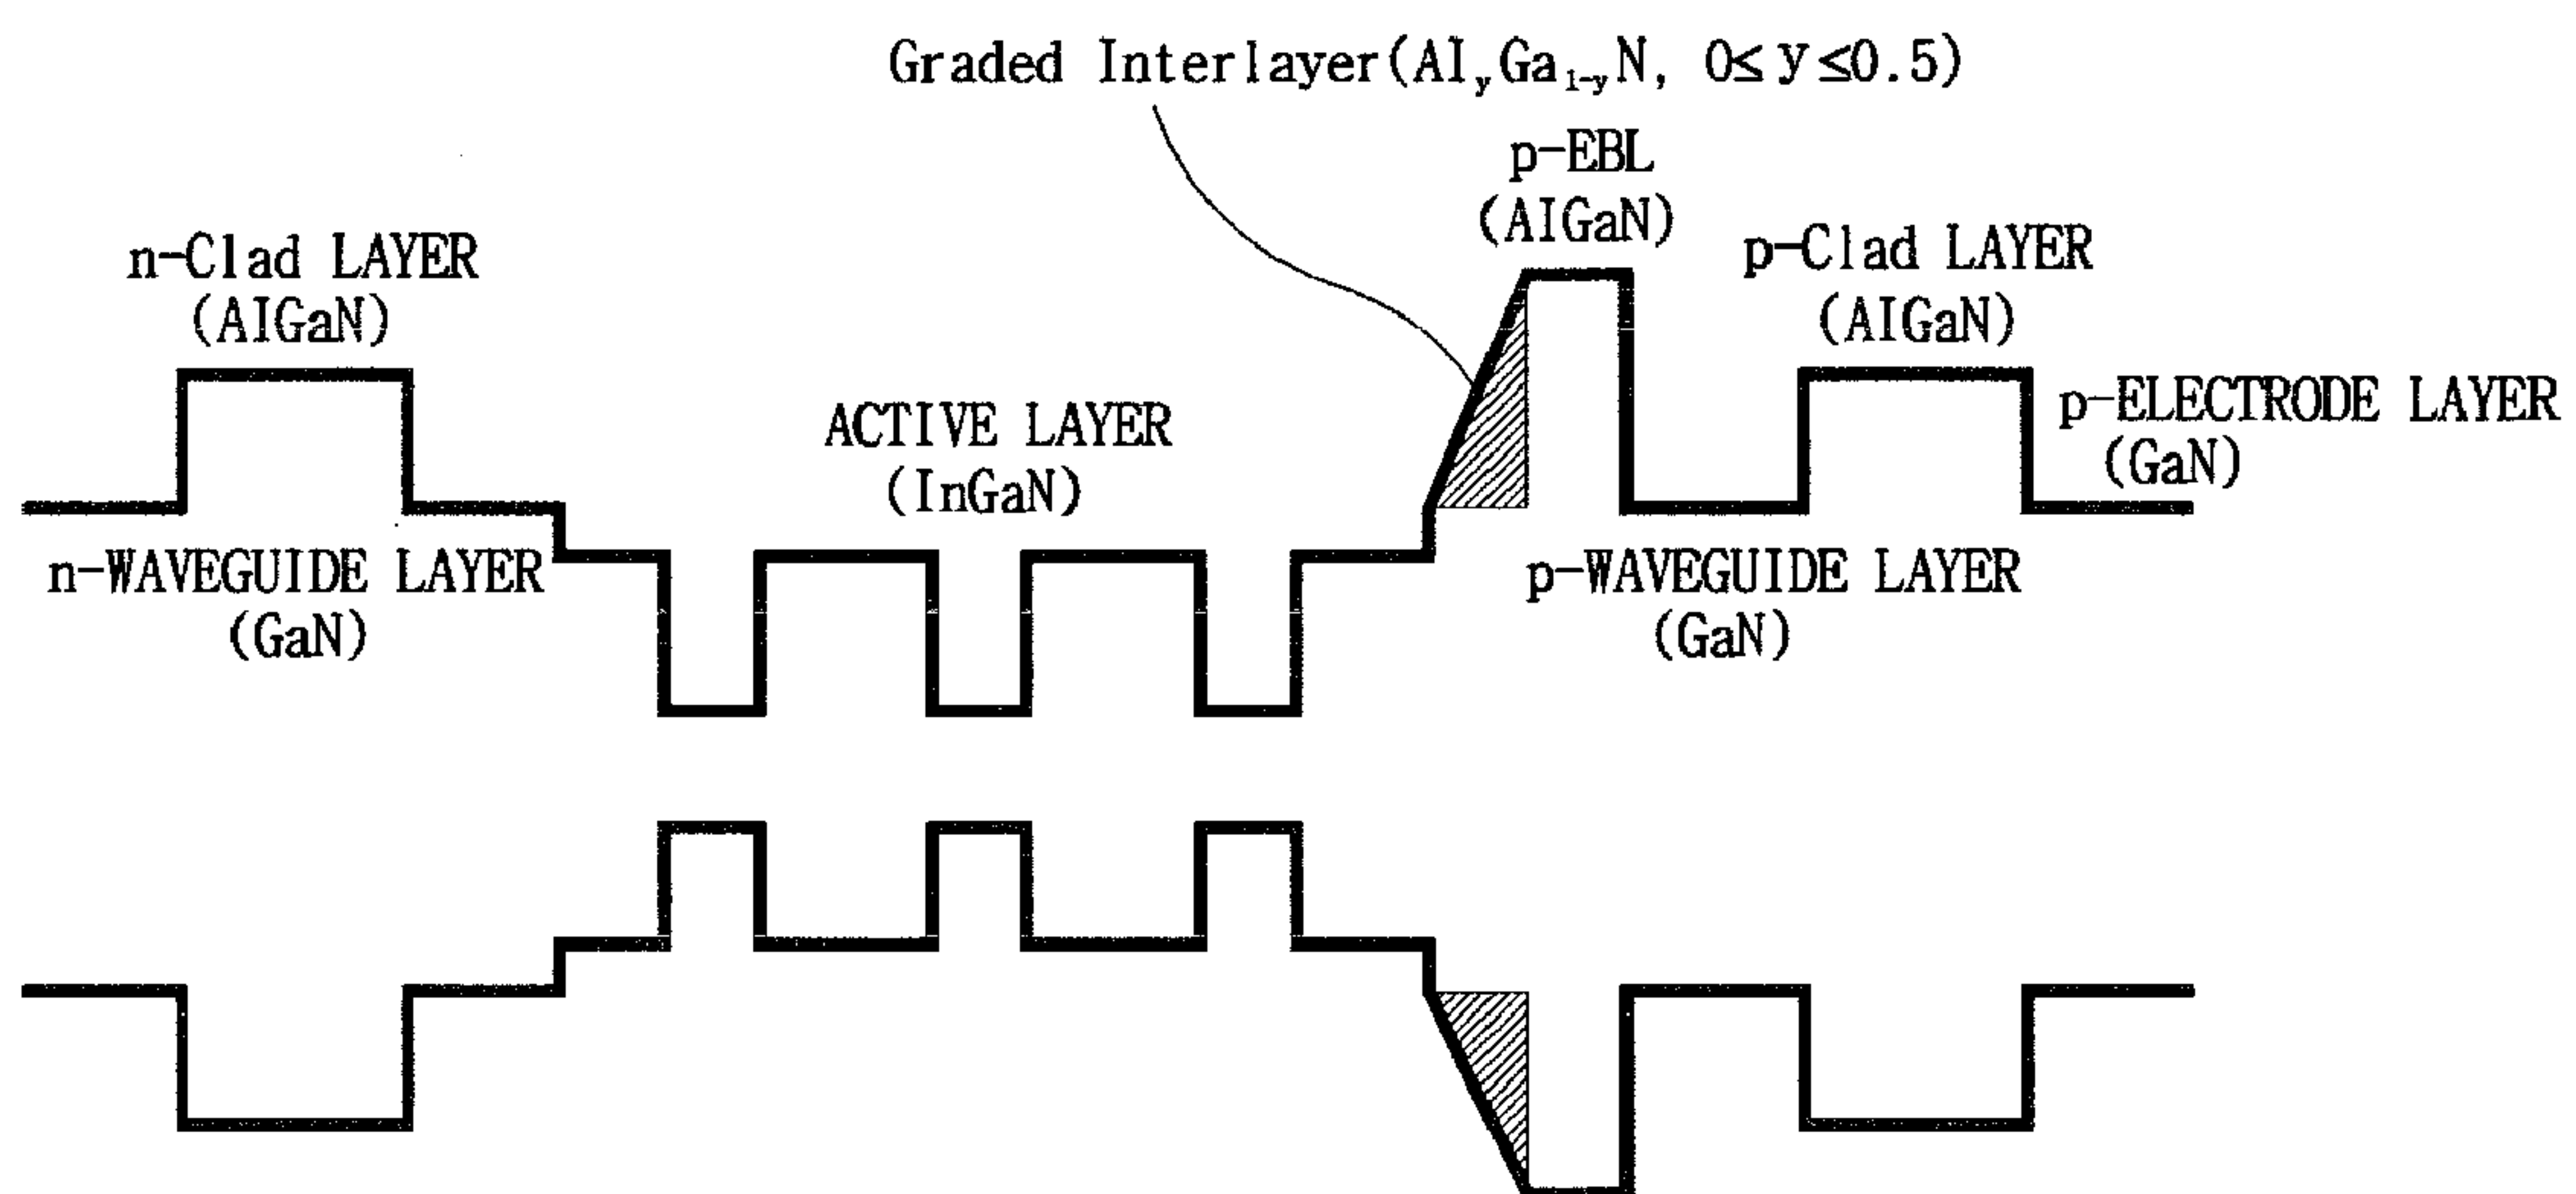 Graded Interlayer(AlyGa1-yN, 0≤y≤0.5)
p-EBL
(AlGaN)
n-Clad LAYER
(AlGaN)
p-Clad LAYER
(AlGaN)
ACTIVE LAYER
(InGaN)
p-ELECTRODE LAYER
(GaN)
n-WAVEGUIDE LAYER
(GaN)
p-WAVEGUIDE LAYER
(GaN)